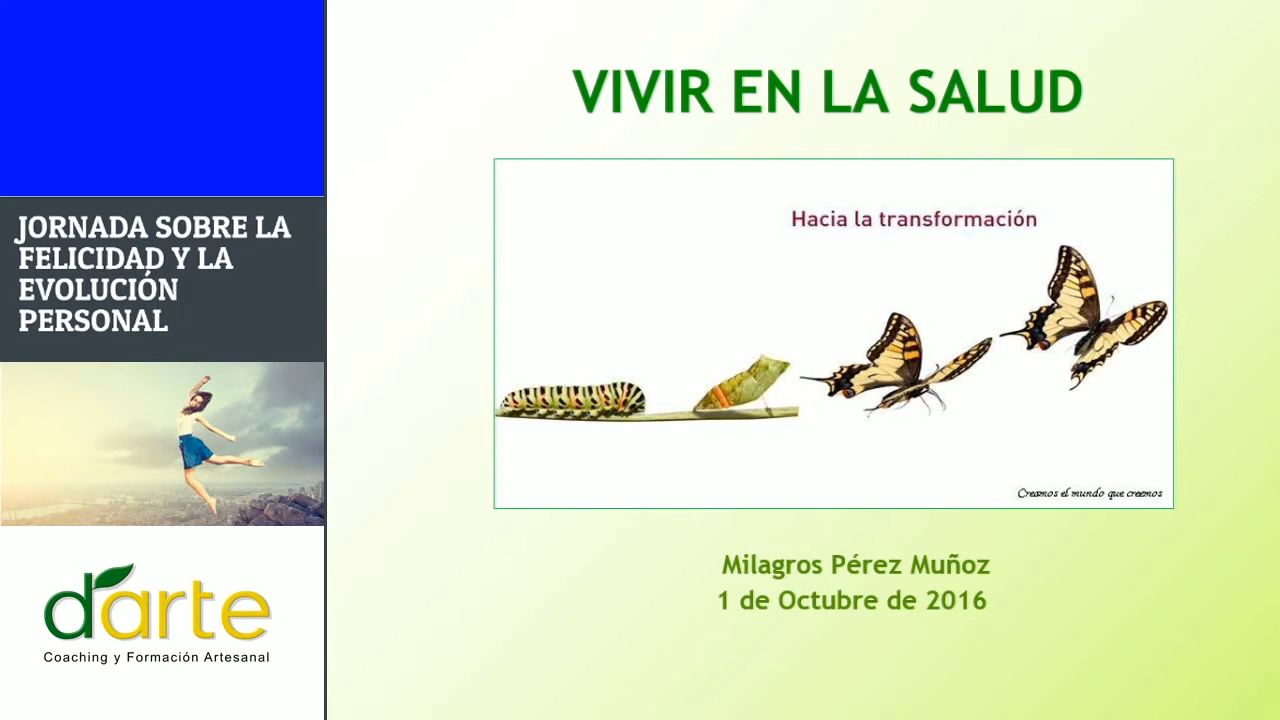 JORNADA SOBRE LA
FELICIDAD Y LA
EVOLUCIÓN
PERSONAL
d'arte
Coaching y Formación Artesanal
VIVIR EN LA SALUD
Hacia la transformación
Creamos el mundo que creemos
Milagros Pérez Muñoz
1 de Octubre de 2016